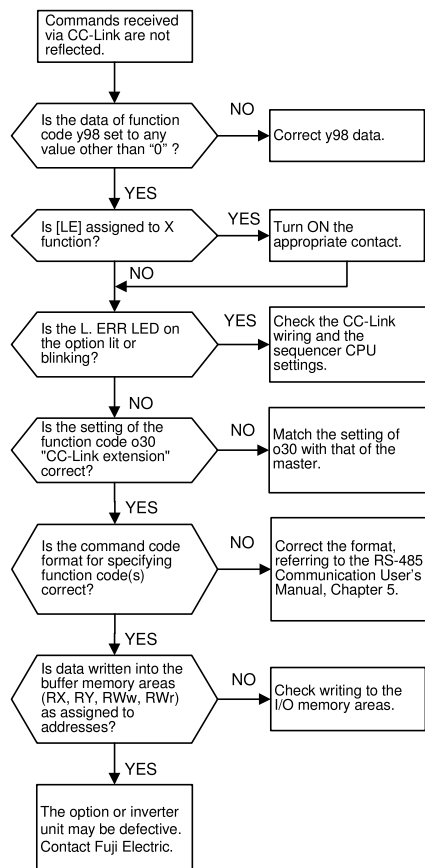 Commands received
via CC-Link are not
reflected.
Is the data of function
code y98 set to any
value other than “0” ?
NO
Correct y98 data.
YES
Is [LE] assigned to X
function?
YES
Turn ON the
appropriate contact.
NO
Is the L. ERR LED on
the option lit or
blinking?
YES
Check the CC-Link
wiring and the
sequencer CPU
settings.
NO
Is the setting of the
function code o30
"CC-Link extension"
correct?
NO
Match the setting of
o30 with that of the
master.
YES
Is the command code
format for specifying
function code(s)
correct?
NO
Correct the format,
referring to the RS-485
Communication User's
Manual, Chapter 5.
YES
Is data written into the
buffer memory areas
(RX, RY, RWw, RWr)
as assigned to
addresses?
NO
Check writing to the
I/O memory areas.
YES
The option or inverter
unit may be defective.
Contact Fuji Electric.